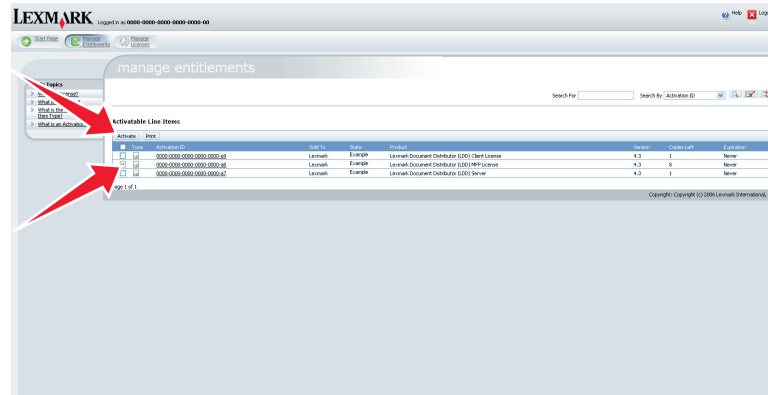 LEXMARK Logged in as 0000-0000-0000-0000-0000-00
Help
Start Page Manage Entitlements Manage Licenses
manage entitlements
Topics
What is
What is the
Item Type?
What is an Activation
Search For Search By Activation ID
Activatable Line Items
Activate Print
Type Activation ID Sold To State Product Version Copies Left Expiration
0000-0000-0000-0000-0000-a9 Lexmark Example Lexmark Document Distributor (LDD) Client License 4.3 1 Never
0000-0000-0000-0000-0000-a8 Lexmark Example Lexmark Document Distributor (LDD) MFP License 4.3 8 Never
0000-0000-0000-0000-0000-a7 Lexmark Example Lexmark Document Distributor (LDD) Server 4.3 1 Never
Page 1 of 1
Copyright: Copyright (c) 2006 Lexmark International,